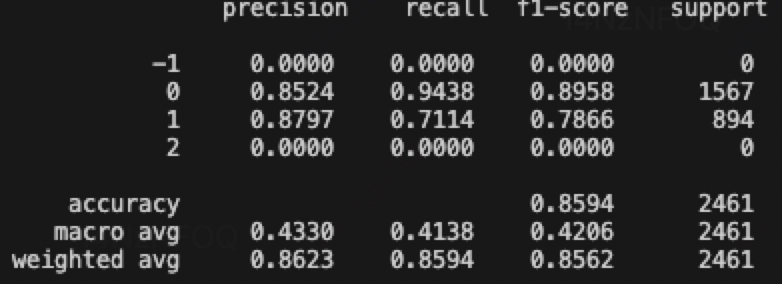 precision recall f1-score support
-1 0.0000 0.0000 0.0000 0
0 0.8524 0.9438 0.8958 1567
1 0.8797 0.7114 0.7866 894
2 0.0000 0.0000 0.0000 0
accuracy 0.8594 2461
macro avg 0.4330 0.4138 0.4206 2461
weighted avg 0.8623 0.8594 0.8562 2461